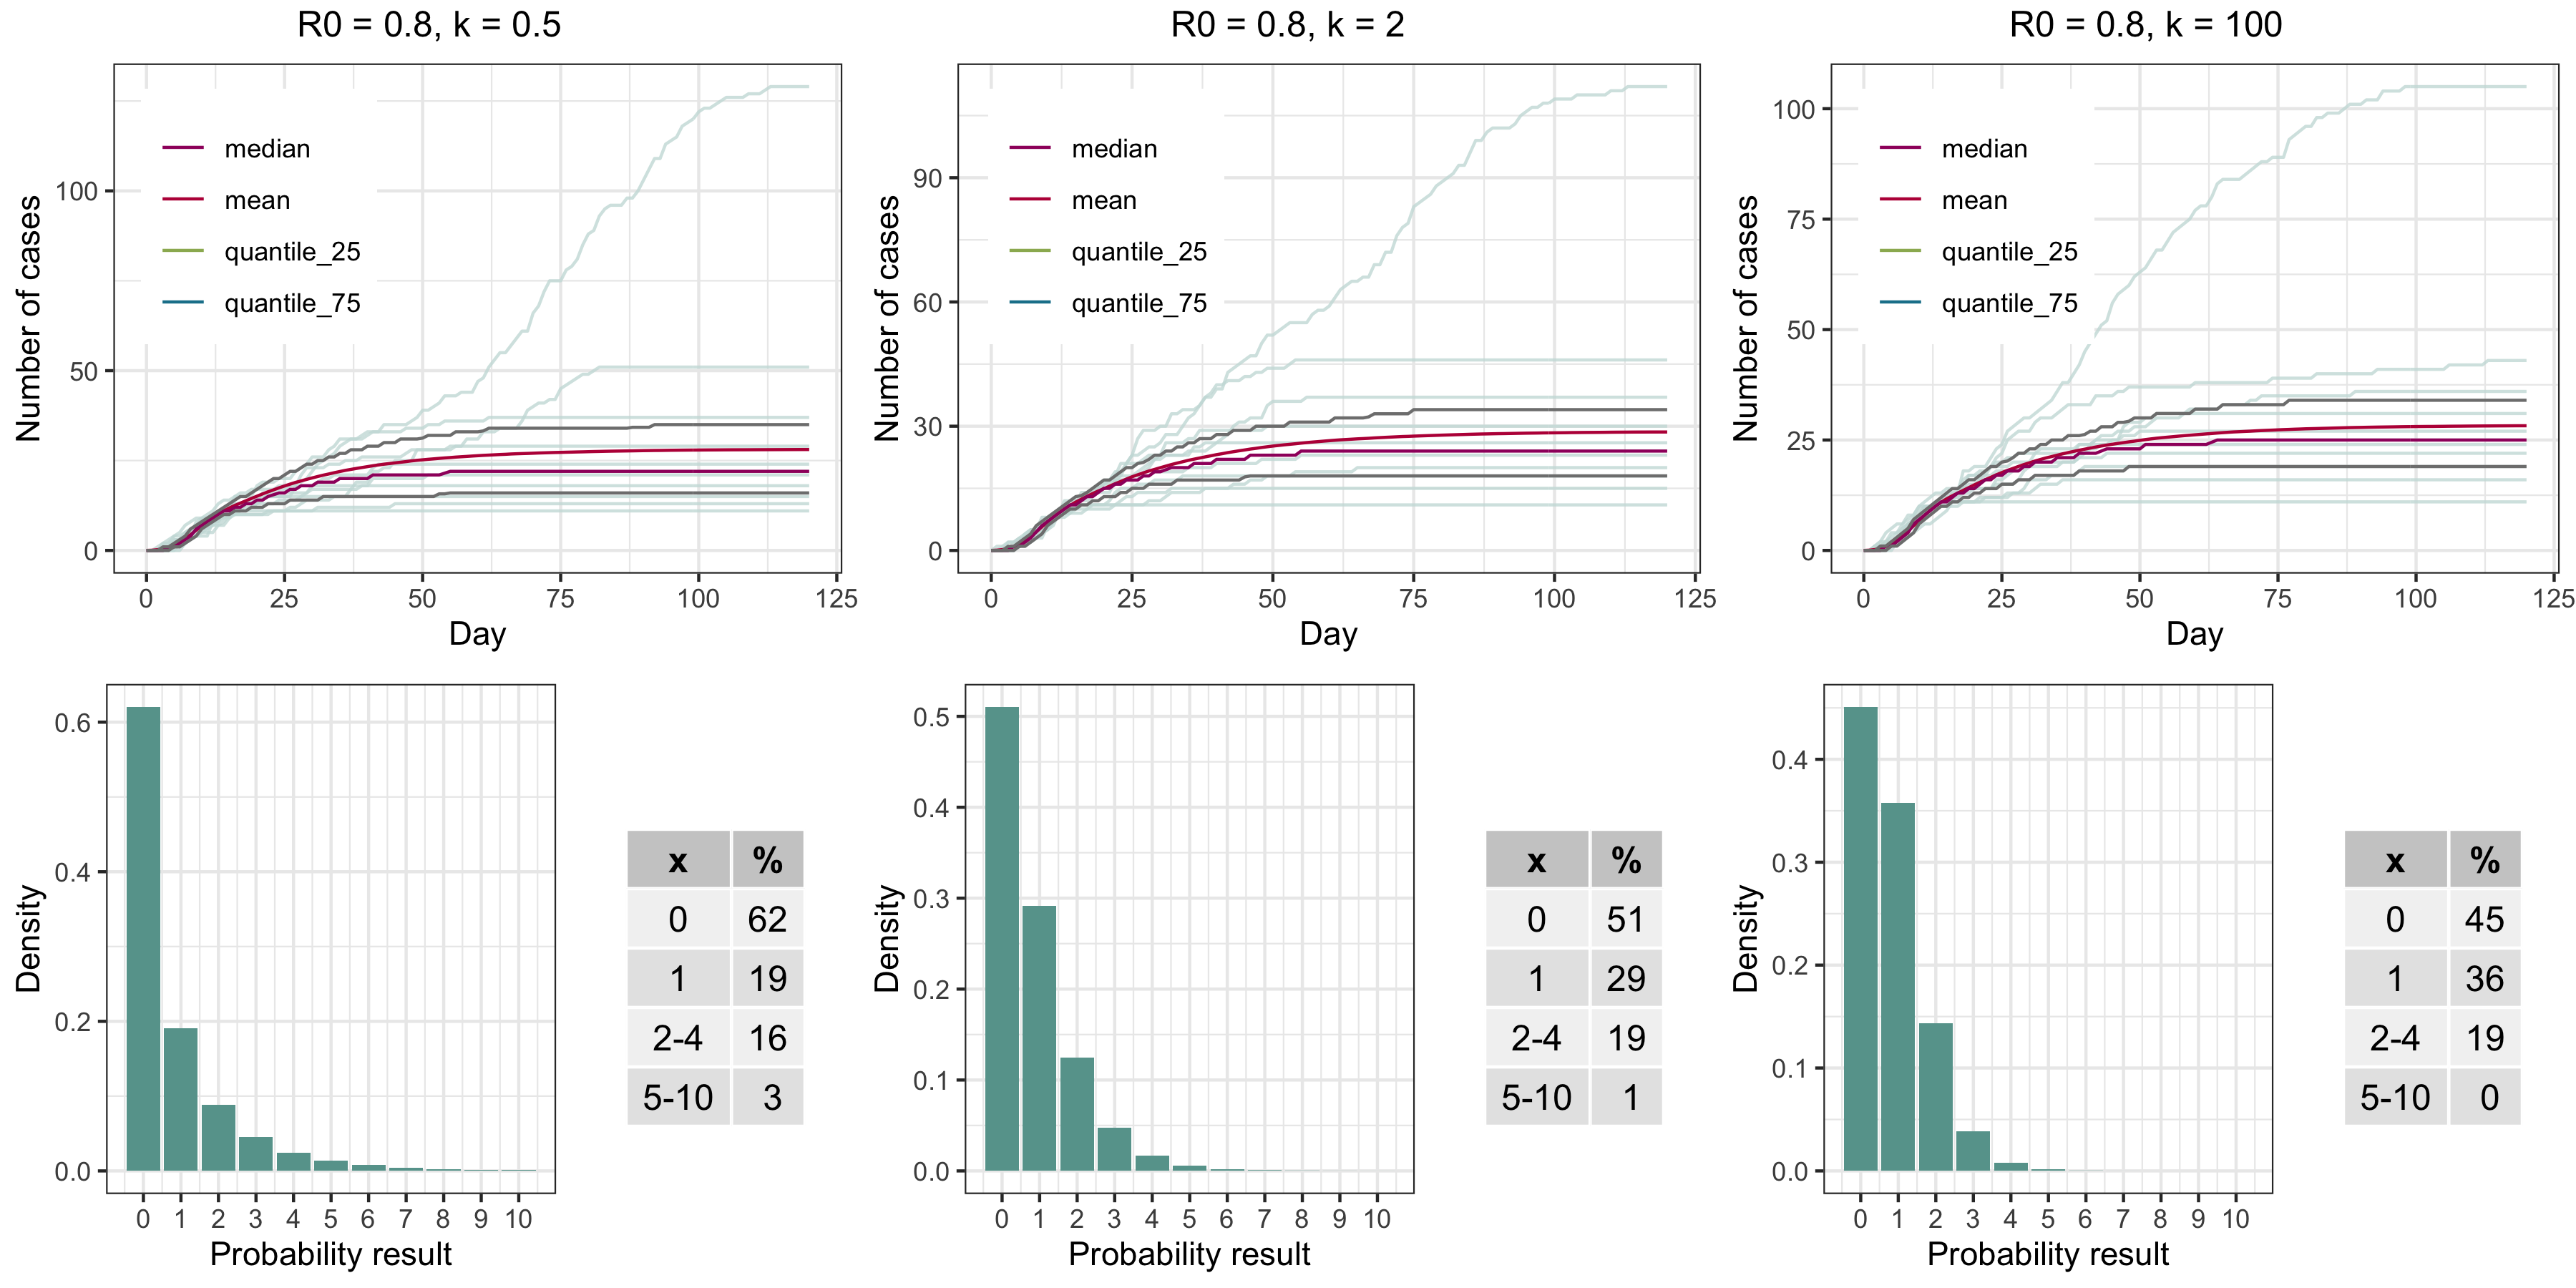 R0 = 0.8, k = 0.5
Number of cases
100
50
0
median
mean
quantile_25
quantile_75
0 25 50 75 100 125
Day
R0 = 0.8, k = 2
Number of cases
90
60
30
0
median
mean
quantile_25
quantile_75
0 25 50 75 100 125
Day
R0 = 0.8, k = 100
Number of cases
100
75
50
25
0
median
mean
quantile_25
quantile_75
0 25 50 75 100 125
Day
Density
0.6
0.4
0.2
0.0
0 1 2 3 4 5 6 7 8 9 10
Probability result
x %
0 62
1 19
2-4 16
5-10 3
Density
0.5
0.4
0.3
0.2
0.1
0.0
0 1 2 3 4 5 6 7 8 9 10
Probability result
x %
0 51
1 29
2-4 19
5-10 1
Density
0.4
0.3
0.2
0.1
0.0
0 1 2 3 4 5 6 7 8 9 10
Probability result
x %
0 45
1 36
2-4 19
5-10 0